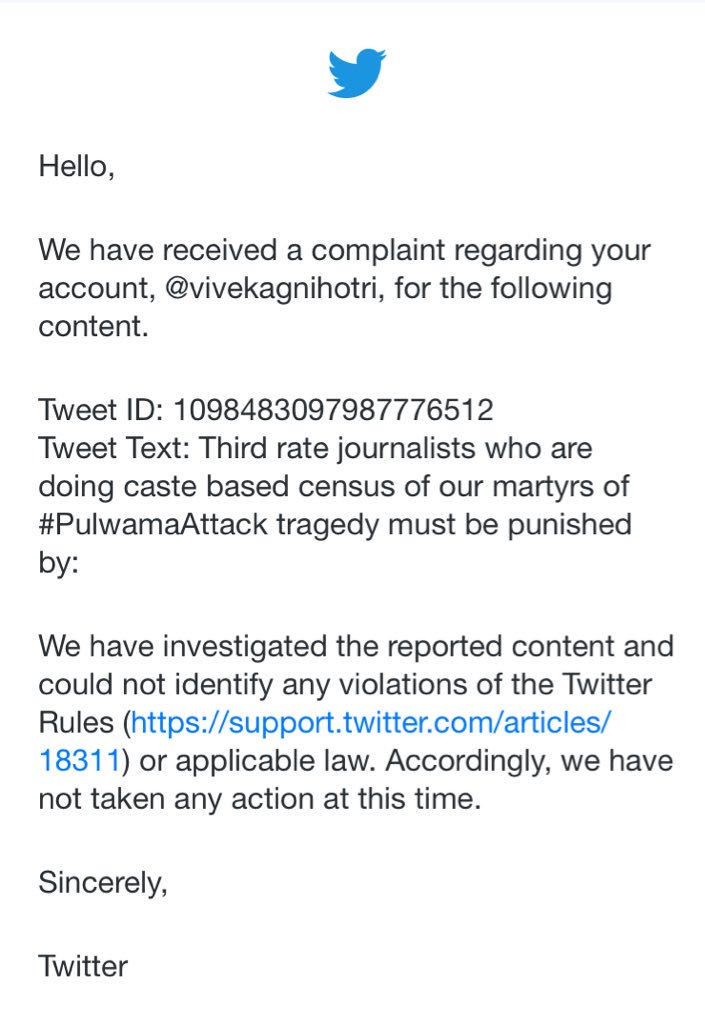 Hello,
We have received a complaint regarding your
account, @vivekagnihotri, for the following
content.
Tweet ID: 1098483097987776512
Tweet Text: Third rate journalists who are
doing caste based census of our martyrs of
#PulwamaAttack tragedy must be punished
by:
We have investigated the reported content and
could not identify any violations of the Twitter
Rules (https://support.twitter.com/articles/
18311) or applicable law. Accordingly, we have
not taken any action at this time.
Sincerely,
Twitter